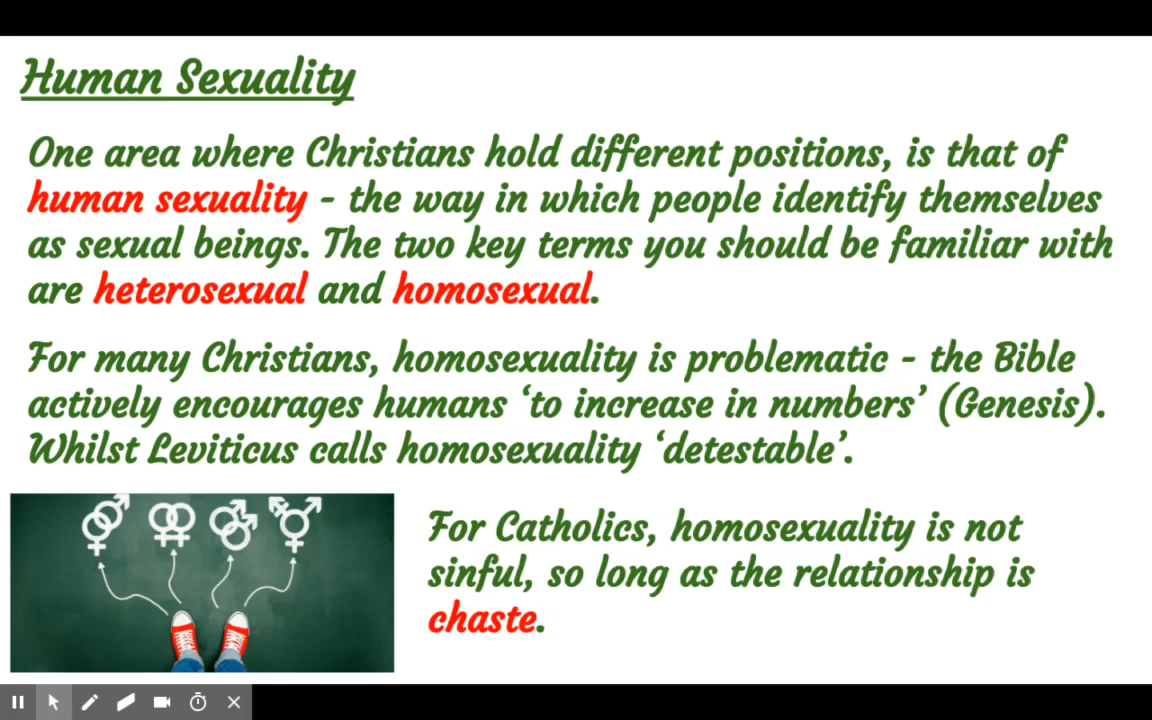 Human Sexuality
One area where Christians hold different positions, is that of
human sexuality - the way in which people identify themselves
as sexual beings. The two key terms you should be familiar with
are heterosexual and homosexual.
For many Christians, homosexuality is problematic - the Bible
actively encourages humans ‘to increase in numbers’ (Genesis).
Whilst Leviticus calls homosexuality ‘detestable’.
For Catholics, homosexuality is not
sinful, so long as the relationship is
chaste.